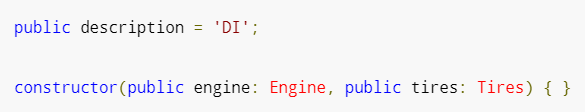 public description = 'DI';
constructor(public engine: Engine, public tires: Tires) { }